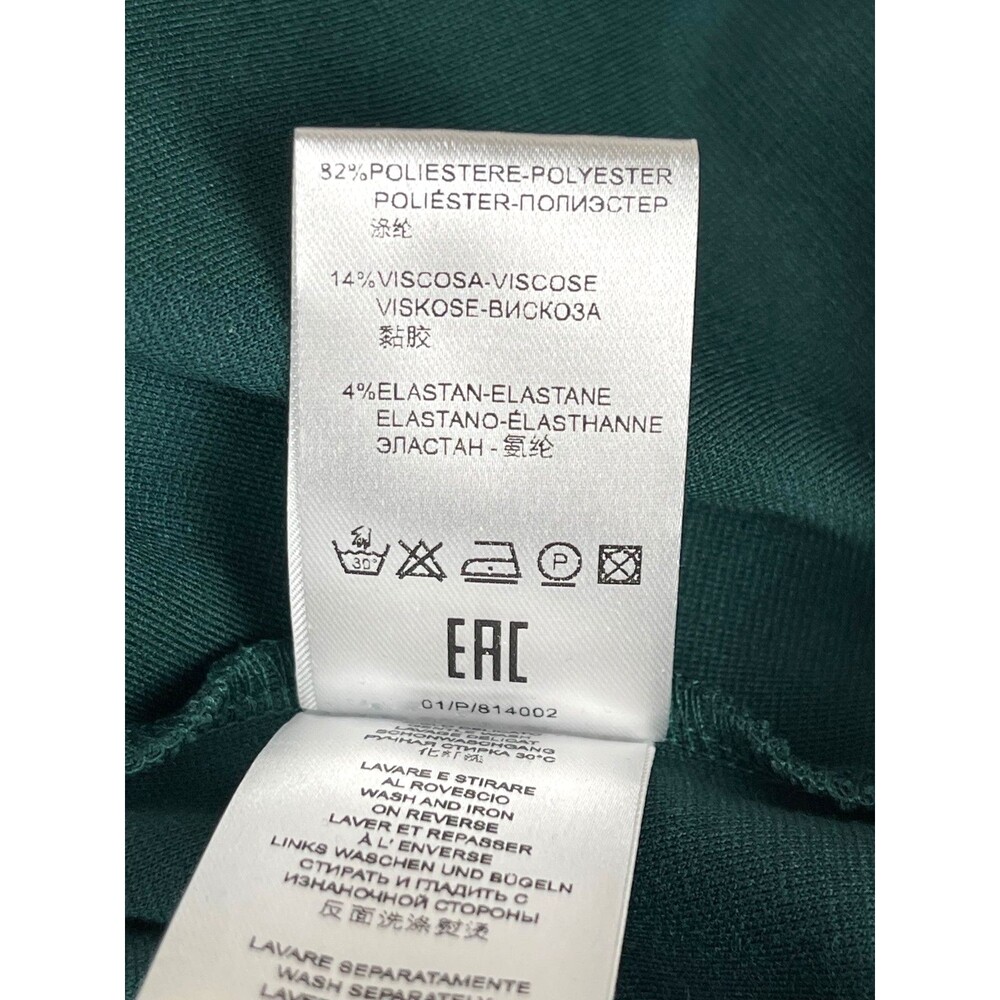 82%POLIESTERE-POLYESTER
POLIÉSTER-ПОЛИЭСТЕР
涤纶
14%VISCOSA-VISCOSE
VISKOSE-ВИСКОЗА
黏胶
4%ELASTAN-ELASTANE
ELASTANO-ÉLASTHANNE
ЭЛАСТАН - 氨纶
30°
P
EAC
01/P/814002
SCHONWASCHGANG
РУЧНАЯ СТИРКА 30°C
LAVARE E STIRARE
AL ROVESCIO
WASH AND IRON
ON REVERSE
LAVER ET REPASSER
À L' ENVERSE
LINKS WASCHEN UND BÜGELN
СТИРАТЬ И ГЛАДИТЬ С
ИЗНАНОЧНОЙ СТОРОНЫ
反面洗涤熨烫
LAVARE SEPARATAMENTE
WASH SEPARATELY